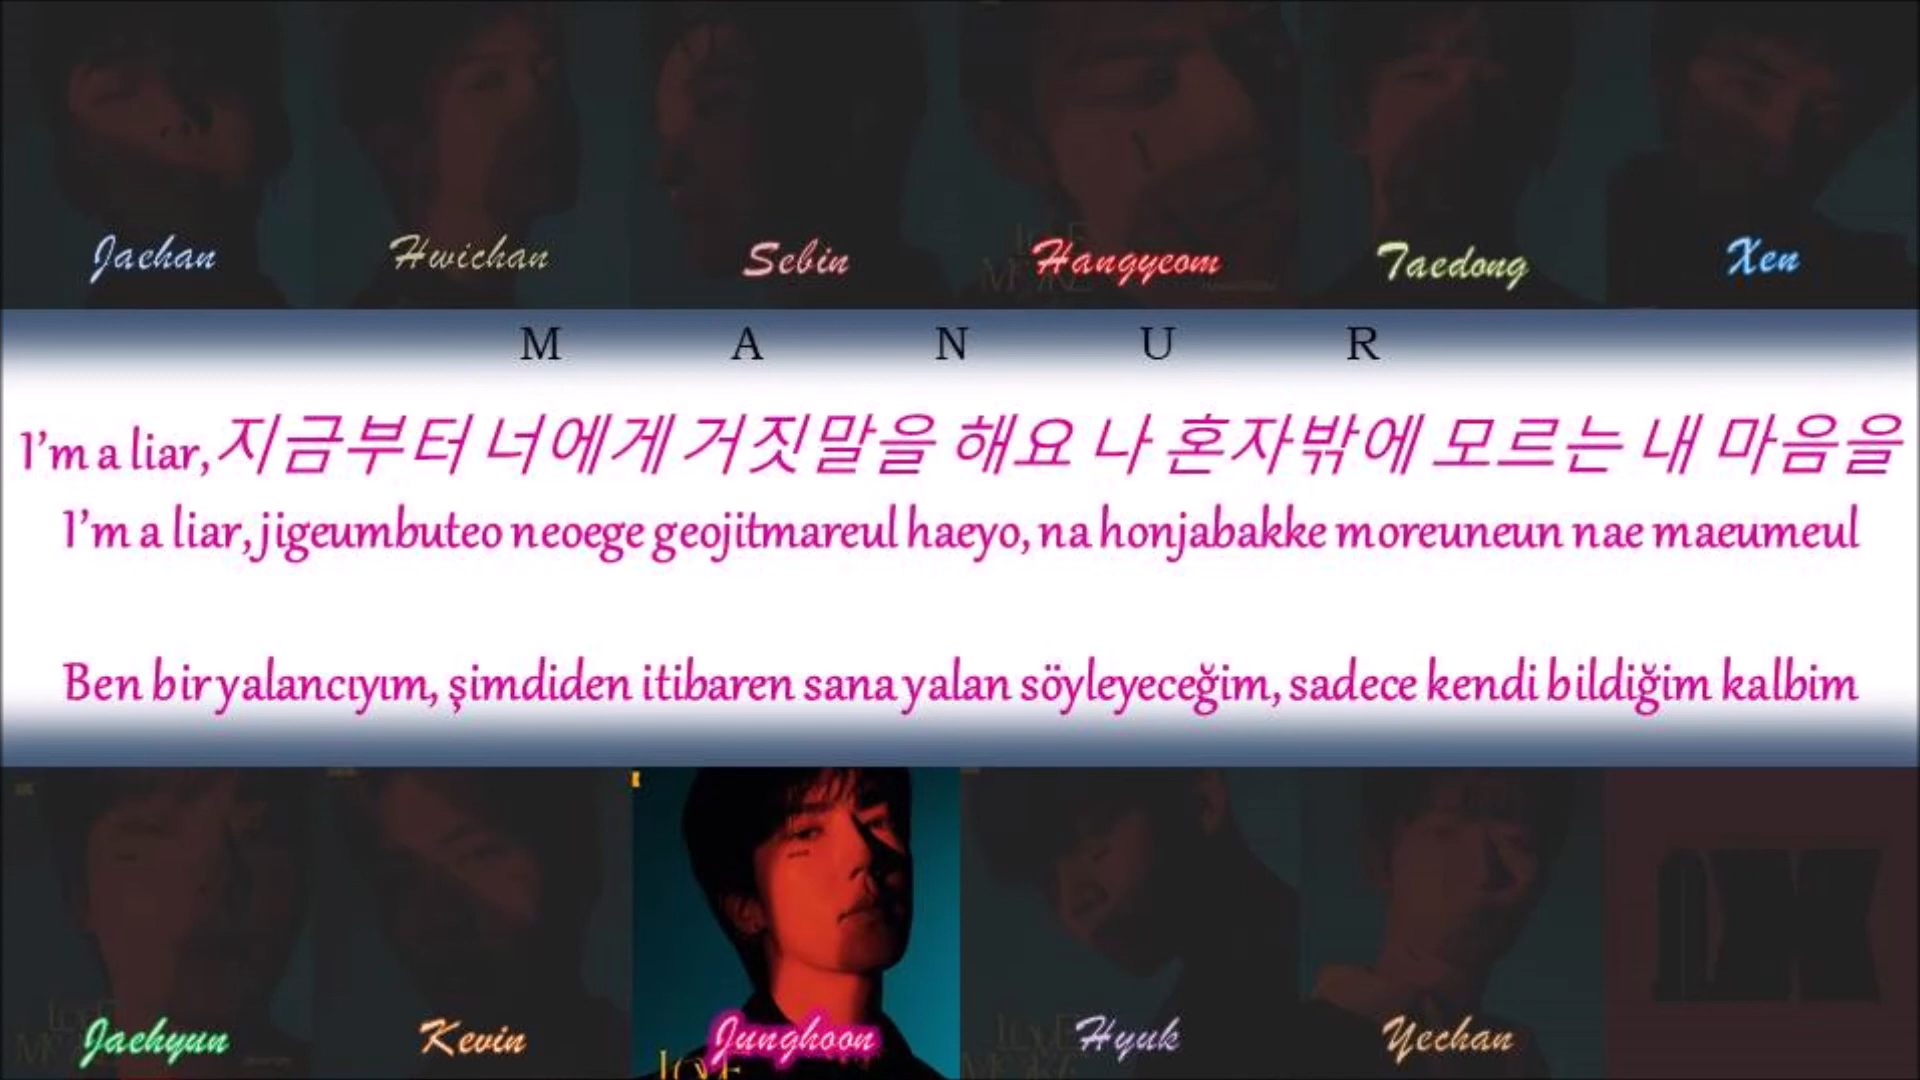 Jaehan Hwichan Sebin Hangyeom Taedong Xen
M A N U R
I'm a liar, 지금부터 너에게 거짓말을 해요 나 혼자밖에 모르는 내 마음을
I'm a liar, jigeumbuteo neoege geojitmareul haeyo, na honjabakke moreuneun nae maeumeul
Ben bir yalancıyım, şimdiden itibaren sana yalan söyleyeceğim, sadece kendi bildiğim kalbim
Jaehyun Kevin Junghoon Hyuk Yechan
LOVE